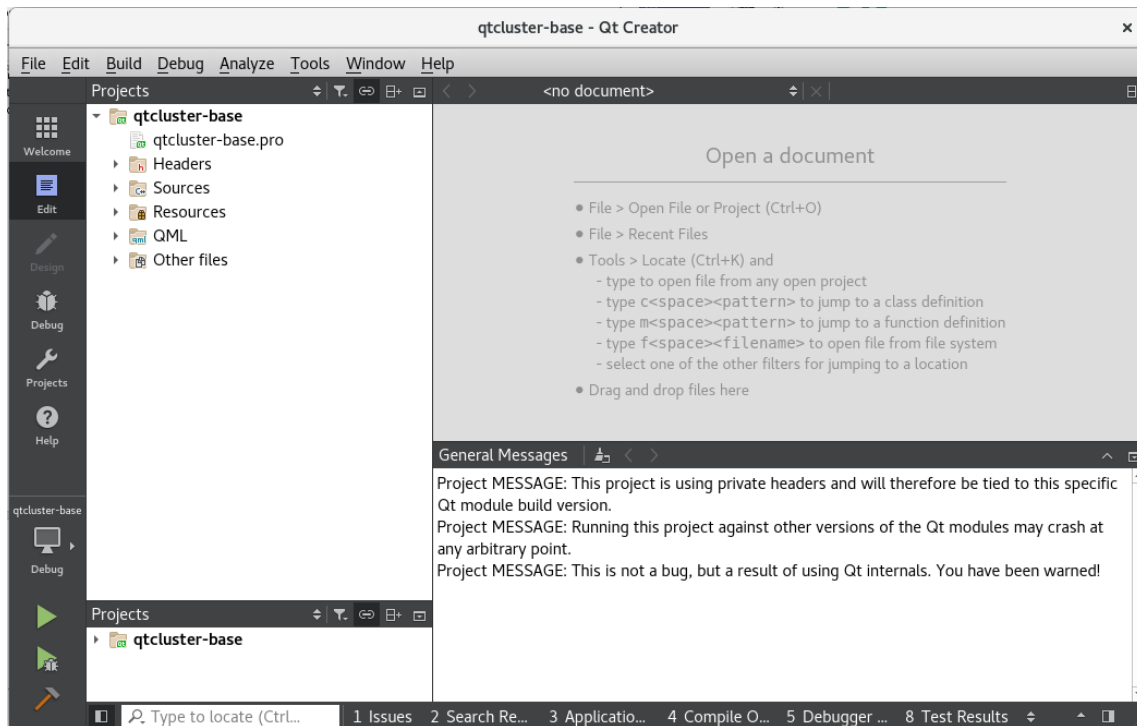 qtcluster-base - Qt Creator
File Edit Build Debug Analyze Tools Window Help
Projects
<no document>
Welcome
Edit
Design
Debug
Projects
Help
qtcluster-base
Debug
qtcluster-base
qtcluster-base.pro
Headers
Sources
Resources
QML
Other files
Open a document
• File > Open File or Project (Ctrl+O)
• File > Recent Files
• Tools > Locate (Ctrl+K) and
- type to open file from any open project
- type c<space><pattern> to jump to a class definition
- type m<space><pattern> to jump to a function definition
- type f<space><filename> to open file from file system
- select one of the other filters for jumping to a location
• Drag and drop files here
General Messages
Project MESSAGE: This project is using private headers and will therefore be tied to this specific
Qt module build version.
Project MESSAGE: Running this project against other versions of the Qt modules may crash at
any arbitrary point.
Project MESSAGE: This is not a bug, but a result of using Qt internals. You have been warned!
Projects
qtcluster-base
Type to locate (Ctrl...
1 Issues 2 Search Re... 3 Applicatio... 4 Compile O... 5 Debugger ... 8 Test Results